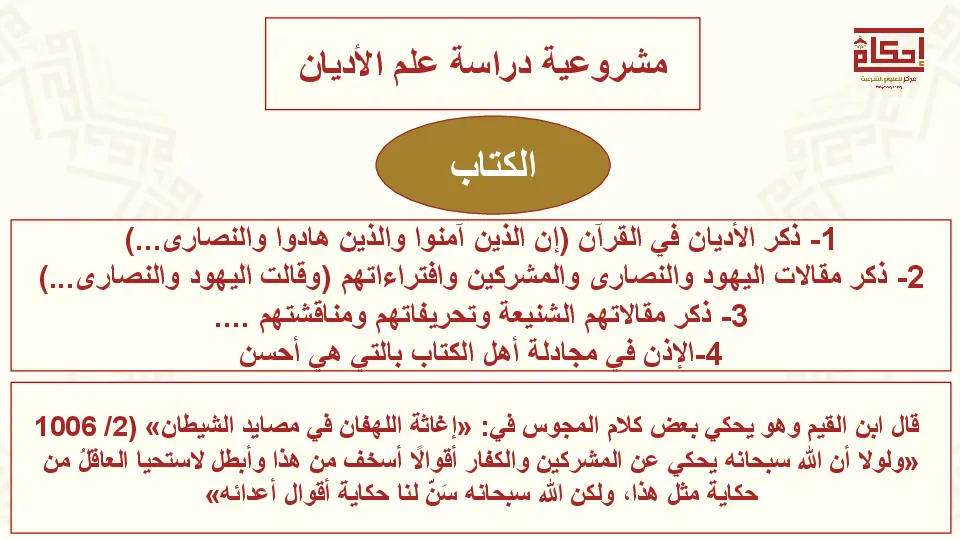 إحكام
مركز للعلوم الشرعية
مشروعية دراسة علم الأديان
الكتاب
1- ذكر الأديان في القرآن (إن الذين آمنوا والذين هادوا والنصارى...)
2- ذكر مقالات اليهود والنصارى والمشركين وافتراءاتهم (وقالت اليهود والنصارى...)
3- ذكر مقالاتهم الشنيعة وتحريفاتهم ومناقشتهم ....
4-الإذن في مجادلة أهل الكتاب بالتي هي أحسن
قال ابن القيم وهو يحكي بعض كلام المجوس في: «إغاثة اللهفان في مصايد الشيطان» (2/ 1006
«ولولا أن الله سبحانه يحكي عن المشركين والكفار أقوالًا أسخف من هذا وأبطل لاستحيا العاقلُ من
حكاية مثل هذا، ولكن الله سبحانه سَنّ لنا حكاية أقوال أعدائه»